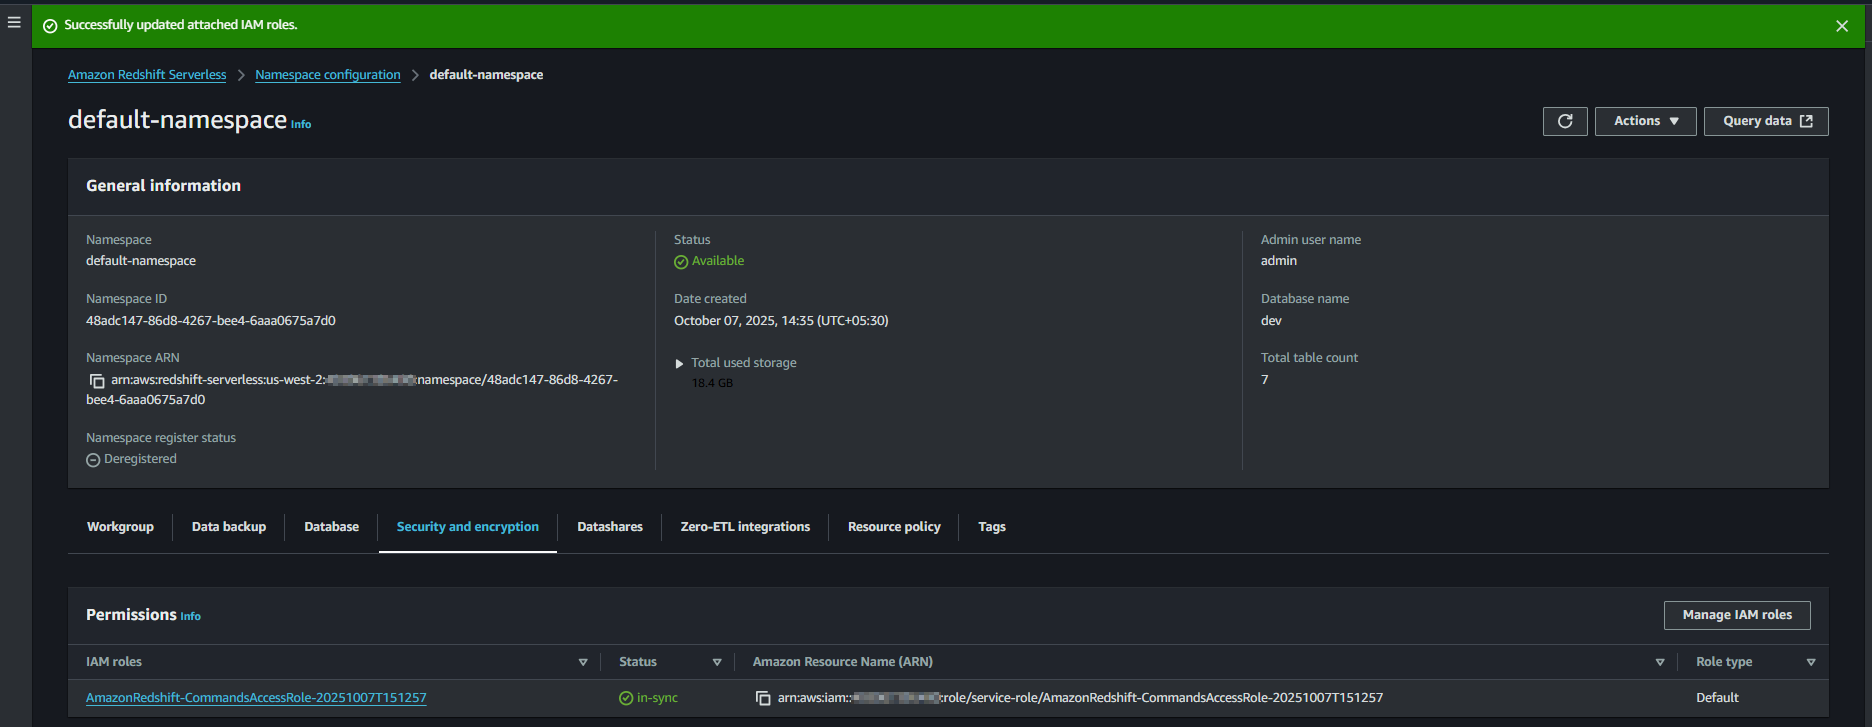 Successfully updated attached IAM roles.
Amazon Redshift Serverless > Namespace configuration > default-namespace
default-namespace Info
Actions
Query data
General information
Namespace
default-namespace
Namespace ID
48adc147-86d8-4267-bee4-6aaa0675a7d0
Namespace ARN
arn:aws:redshift-serverless:us-west-2: :namespace/48adc147-86d8-4267-
bee4-6aaa0675a7d0
Namespace register status
Deregistered
Status
Available
Date created
October 07, 2025, 14:35 (UTC+05:30)
Total used storage
18.4 GB
Admin user name
admin
Database name
dev
Total table count
7
Workgroup Data backup Database Security and encryption Datashares Zero-ETL integrations Resource policy Tags
Permissions Info
Manage IAM roles
IAM roles Status Amazon Resource Name (ARN) Role type
AmazonRedshift-CommandsAccessRole-20251007T151257 in-sync arn:aws:iam:: :role/service-role/AmazonRedshift-CommandsAccessRole-20251007T151257 Default